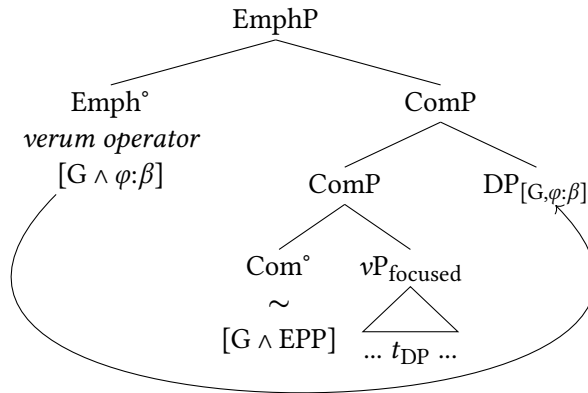 EmphP
Emph° ComP
verum operator
[G ∧ φ:β] ComP DP[G,φ:β]
Com° vPfocused
∼
[G ∧ EPP] ... tDP ...